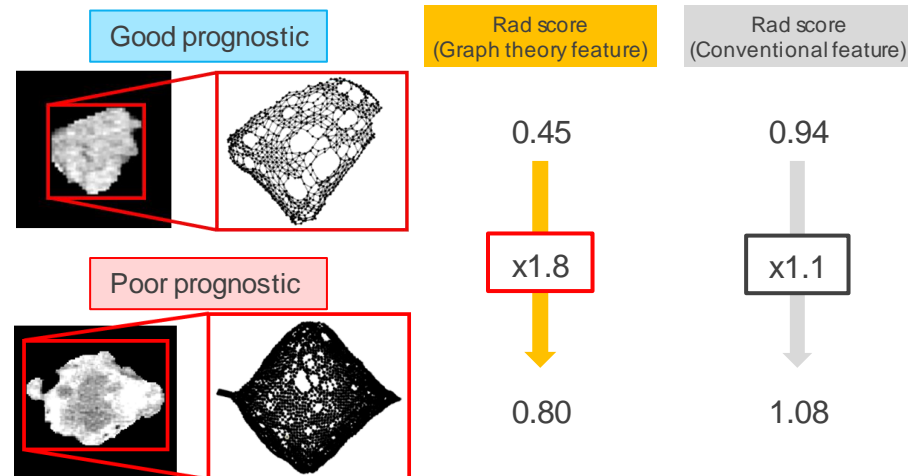 Good prognostic
Rad score
(Graph theory feature)
Rad score
(Conventional feature)
0.45
0.94
x1.8
x1.1
Poor prognostic
0.80
1.08